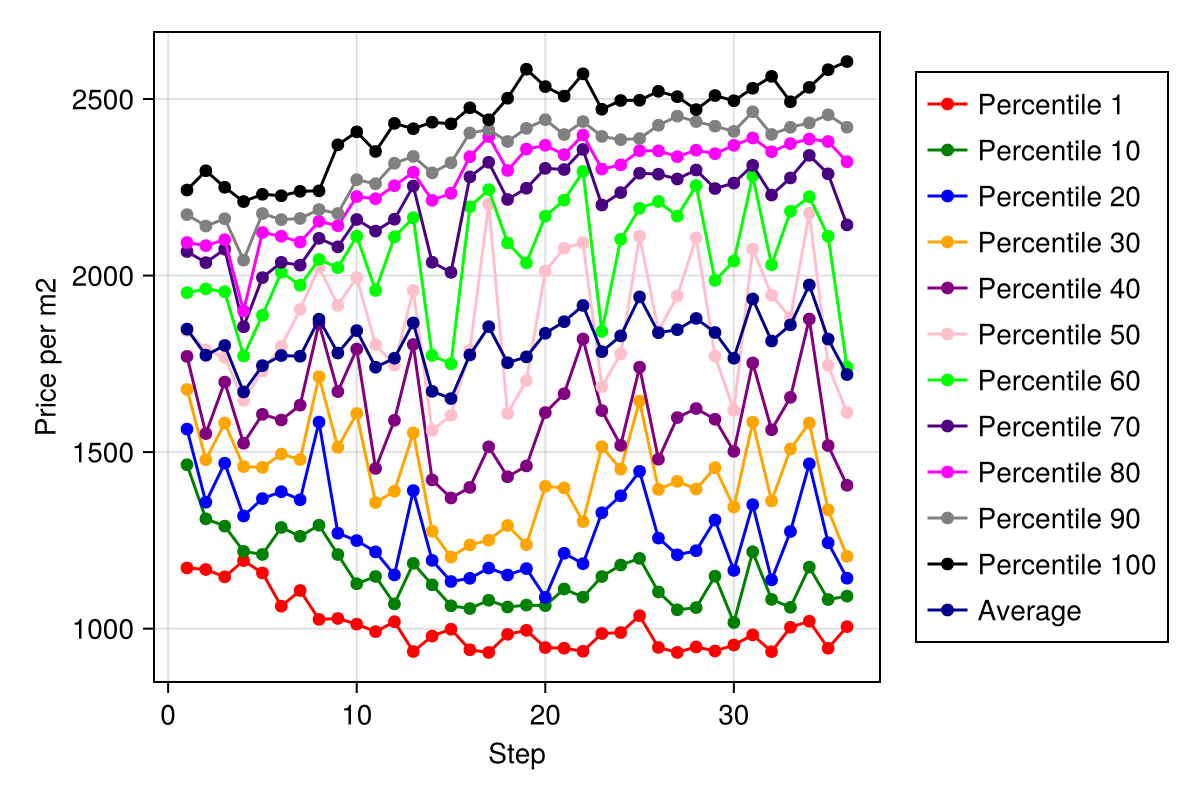 2500
2000
1500
1000
Price per m2
0
10
20
30
Step
Percentile 1
Percentile 10
Percentile 20
Percentile 30
Percentile 40
Percentile 50
Percentile 60
Percentile 70
Percentile 80
Percentile 90
Percentile 100
Average